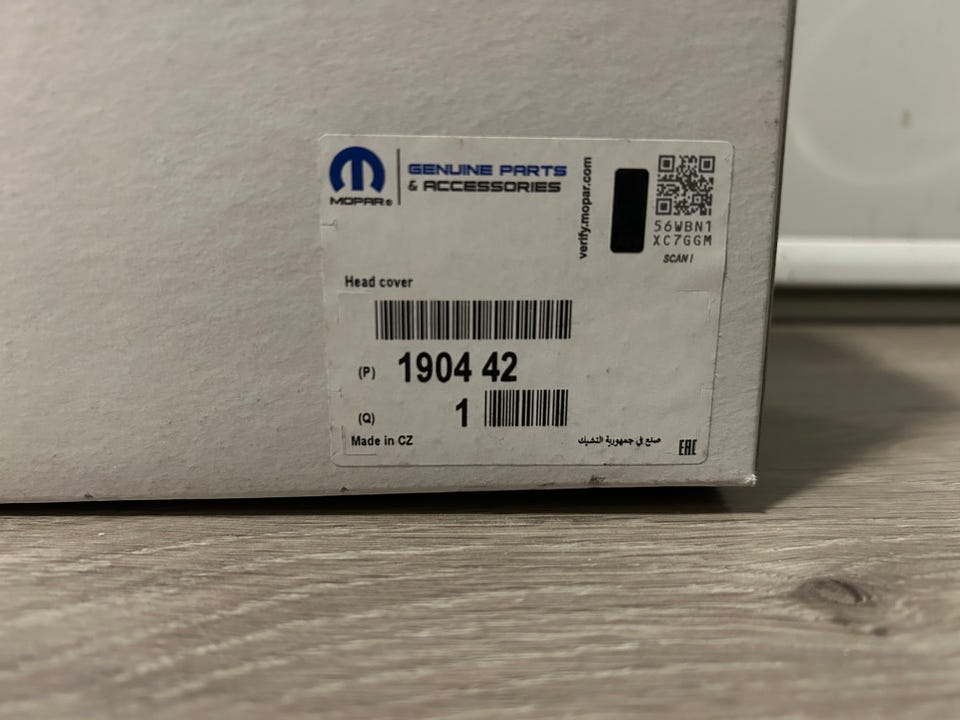 MOPAR®
GENUINE PARTS
& ACCESSORIES
verify.mopar.com
56WBN1
XC7GGM
SCAN!
Head cover
(P) 1904 42
(Q) 1
Made in CZ
صنع في جمهورية التشيك
EAC